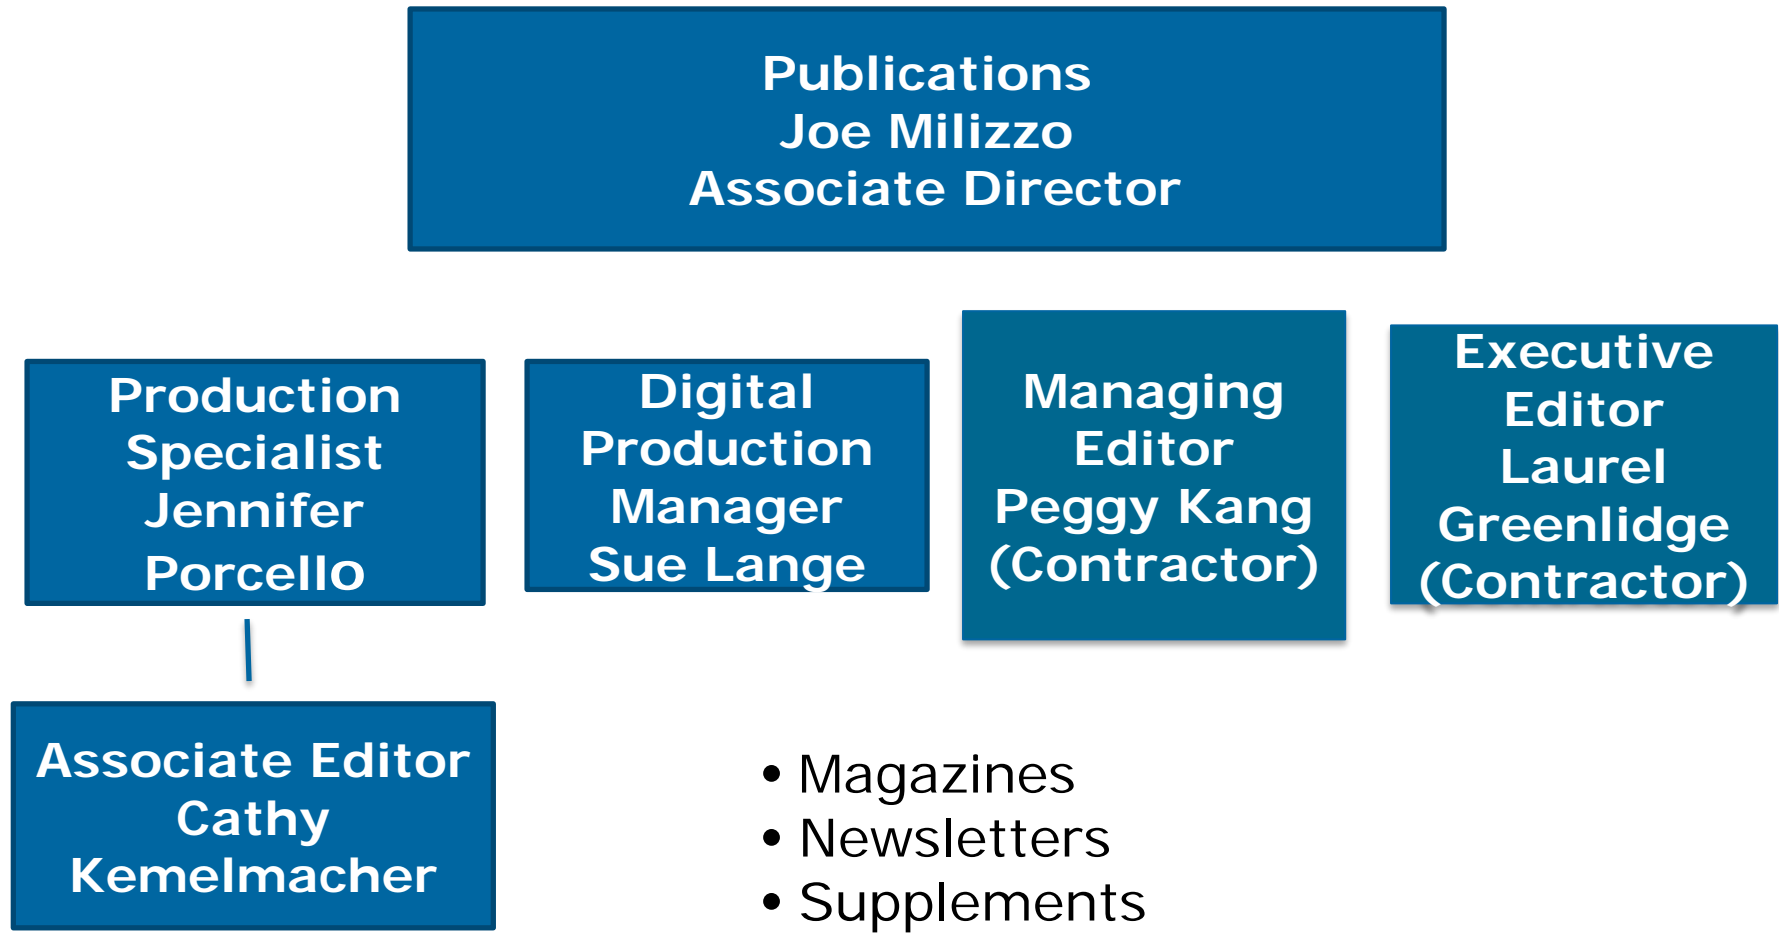 Publications
Joe Milizzo
Associate Director
Production
Specialist
Jennifer
Porcello
Digital
Production
Manager
Sue Lange
Managing
Editor
Peggy Kang
(Contractor)
Executive
Editor
Laurel
Greenlidge
(Contractor)
Associate Editor
Cathy
Kemelmacher
• Magazines
• Newsletters
• Supplements